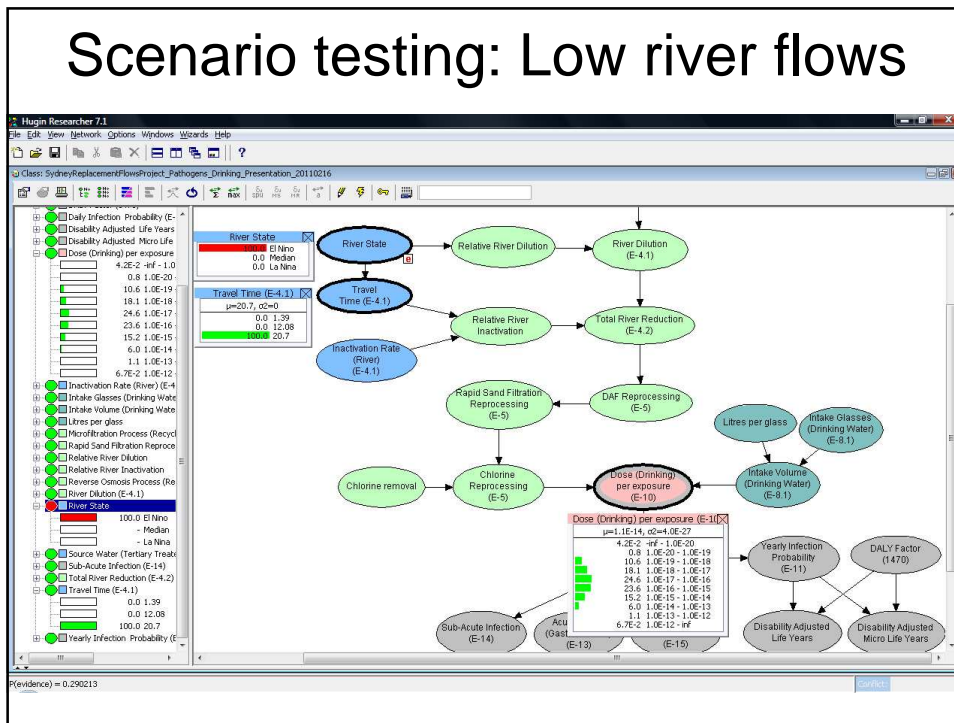 Scenario testing: Low river flows
Hugin Researcher 7.1
File Edit View Network Options Windows Wizards Help
Class: SydneyReplacementFlowsProject_Pathogens_Drinking_Presentation_20110216
Daily Infection Probability (E-
Disability Adjusted Life Years
Disability Adjusted Micro Life
Dose (Drinking) per exposure
4.2E-2 -inf - 1.0
0.8 1.0E-20 -
10.6 1.0E-19 -
18.1 1.0E-18 -
24.6 1.0E-17 -
23.6 1.0E-16 -
15.2 1.0E-15 -
6.0 1.0E-14 -
1.1 1.0E-13 -
6.7E-2 1.0E-12 -
Inactivation Rate (River) (E-4
Intake Glasses (Drinking Wate
Intake Volume (Drinking Wate
Litres per glass
Microfiltration Process (Recycl
Rapid Sand Filtration Reproce
Relative River Dilution
Relative River Inactivation
Reverse Osmosis Process (Re
River Dilution (E-4.1)
River State
100.0 El Nino
- Median
- La Nina
Source Water (Tertiary Treate
Sub-Acute Infection (E-14)
Total River Reduction (E-4.2)
Travel Time (E-4.1)
0.0 1.39
0.0 12.08
100.0 20.7
Yearly Infection Probability (E
River State
100.0 El Nino
0.0 Median
0.0 La Nina
Travel Time (E-4.1)
μ=20.7, σ2=0
0.0 1.39
0.0 12.08
100.0 20.7
River State
e
Relative River Dilution
River Dilution
(E-4.1)
Travel
Time (E-4.1)
Relative River
Inactivation
Total River Reduction
(E-4.2)
Inactivation Rate
(River)
(E-4.1)
Rapid Sand Filtration
Reprocessing
(E-5)
DAF Reprocessing
(E-5)
Litres per glass
Intake Glasses
(Drinking Water)
(E-8.1)
Chlorine removal
Chlorine
Reprocessing
(E-5)
Dose (Drinking)
per exposure
(E-10)
Intake Volume
(Drinking Water)
(E-8.1)
Dose (Drinking) per exposure (E-10
μ=1.1E-14, σ2=4.0E-27
4.2E-2 -inf - 1.0E-20
0.8 1.0E-20 - 1.0E-19
10.6 1.0E-19 - 1.0E-18
18.1 1.0E-18 - 1.0E-17
24.6 1.0E-17 - 1.0E-16
23.6 1.0E-16 - 1.0E-15
15.2 1.0E-15 - 1.0E-14
6.0 1.0E-14 - 1.0E-13
1.1 1.0E-13 - 1.0E-12
6.7E-2 1.0E-12 - inf
Yearly Infection
Probability
(E-11)
DALY Factor
(1470)
Sub-Acute Infection
(E-14)
Acu
(Gast
(E-13)
(E-15)
Disability Adjusted
Life Years
Disability Adjusted
Micro Life Years
P(evidence) = 0.290213
Conflict: